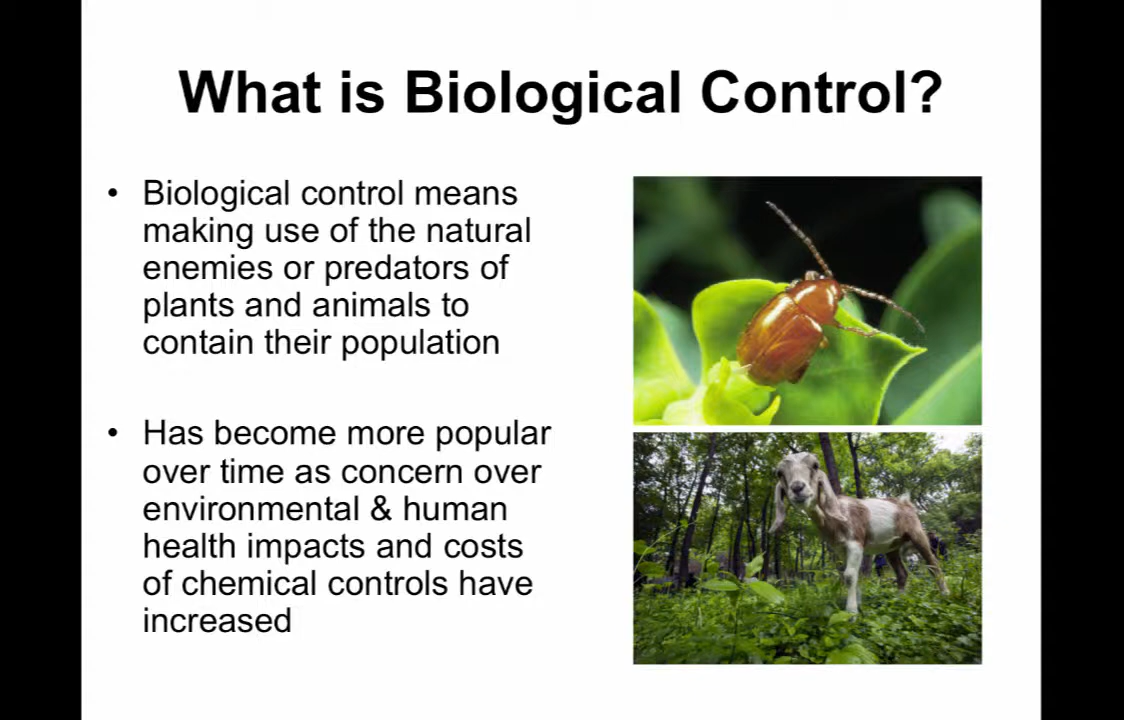 What is Biological Control?
• Biological control means
making use of the natural
enemies or predators of
plants and animals to
contain their population
• Has become more popular
over time as concern over
environmental & human
health impacts and costs
of chemical controls have
increased